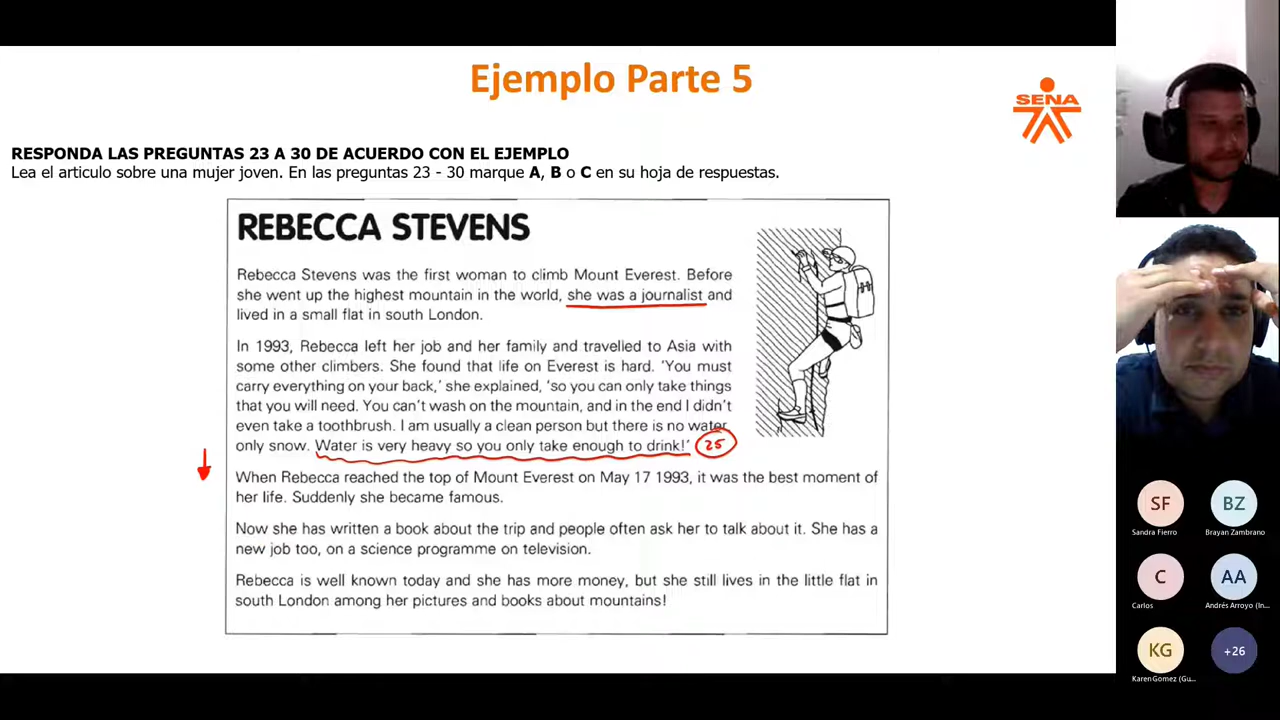 Ejemplo Parte 5
SENA
RESPONDA LAS PREGUNTAS 23 A 30 DE ACUERDO CON EL EJEMPLO
Lea el articulo sobre una mujer joven. En las preguntas 23 - 30 marque A, B o C en su hoja de respuestas.
REBECCA STEVENS
Rebecca Stevens was the first woman to climb Mount Everest. Before
she went up the highest mountain in the world, she was a journalist and
lived in a small flat in south London.
In 1993, Rebecca left her job and her family and travelled to Asia with
some other climbers. She found that life on Everest is hard. 'You must
carry everything on your back,' she explained, 'so you can only take things
that you will need. You can't wash on the mountain, and in the end I didn't
even take a toothbrush. I am usually a clean person but there is no water,
only snow. Water is very heavy so you only take enough to drink!' 25
When Rebecca reached the top of Mount Everest on May 17 1993, it was the best moment of
her life. Suddenly she became famous.
Now she has written a book about the trip and people often ask her to talk about it. She has a
new job too, on a science programme on television.
Rebecca is well known today and she has more money, but she still lives in the little flat in
south London among her pictures and books about mountains!
SF
BZ
Sandra Fierro
Brayan Zambrano
C
AA
Carlos
Andrés Arroyo (In...
KG
+26
Karen Gomez (Gu...